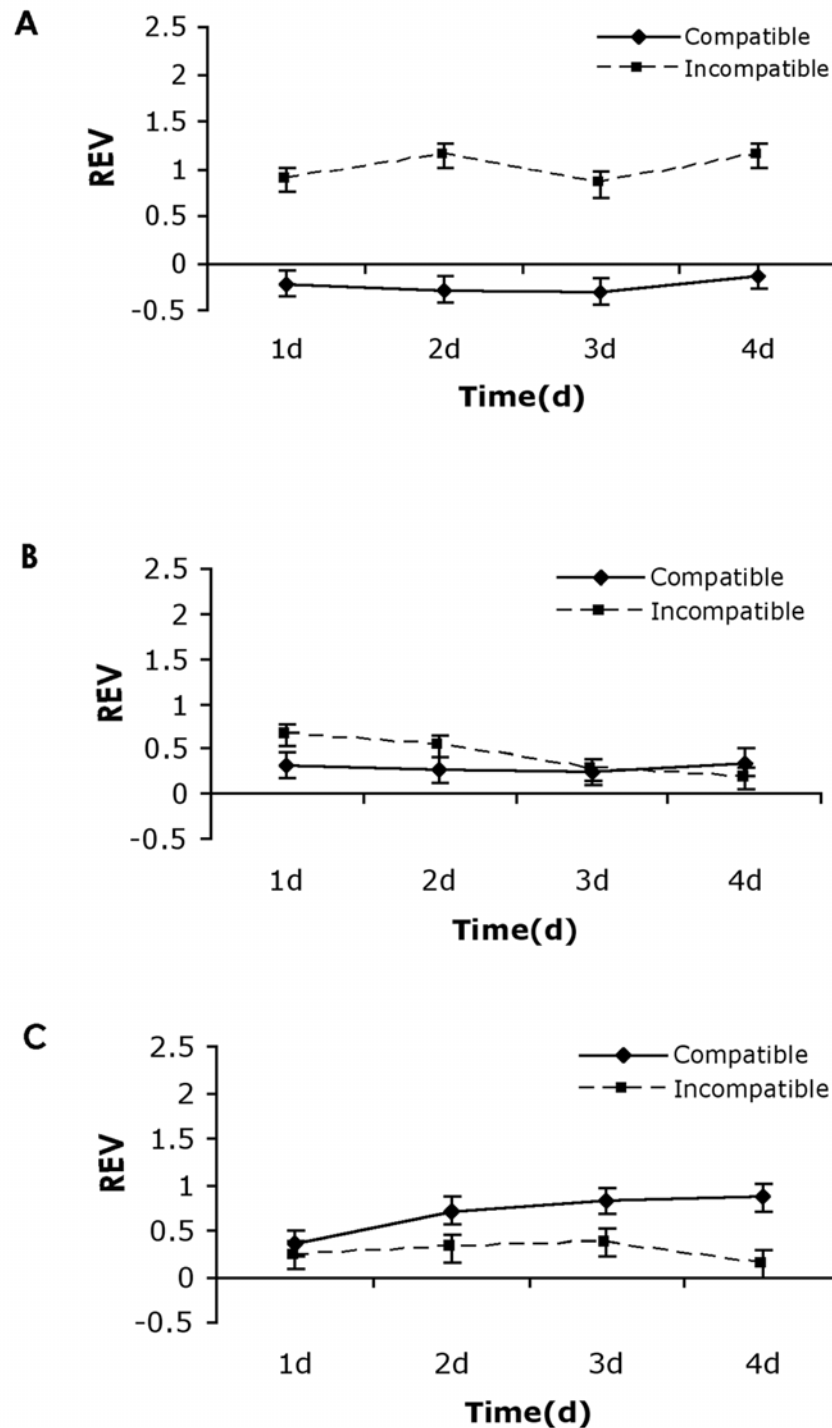 A
2.5
2
1.5
1
0.5
0
-0.5
REV
Compatible
Incompatible
1d 2d 3d 4d
Time(d)
B
2.5
2
1.5
1
0.5
0
-0.5
REV
Compatible
Incompatible
1d 2d 3d 4d
Time(d)
C
2.5
2
1.5
1
0.5
0
-0.5
REV
Compatible
Incompatible
1d 2d 3d 4d
Time(d)